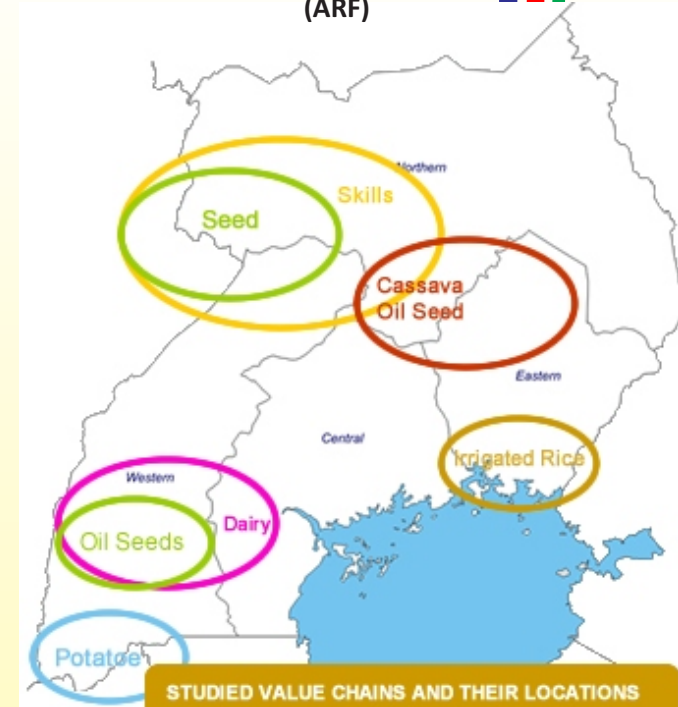 (ARF)
Northern
Skills
Seed
Cassava
Oil Seed
Eastern
Central
Irrigated Rice
Western
Dairy
Oil Seeds
Potatoe
STUDIED VALUE CHAINS AND THEIR LOCATIONS